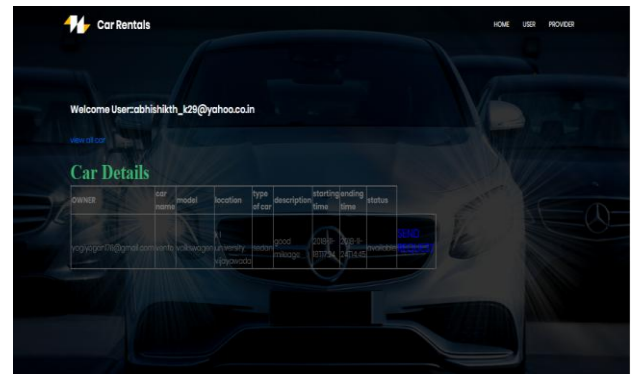 Car Rentals
HOME USER PROVIDER
Welcome User::abhishikth_k29@yahoo.co.in
view all car
Car Details
OWNER car name model location type of car description starting time ending time status
vento volkswagen university vijayawada sedan good mileage available SEND